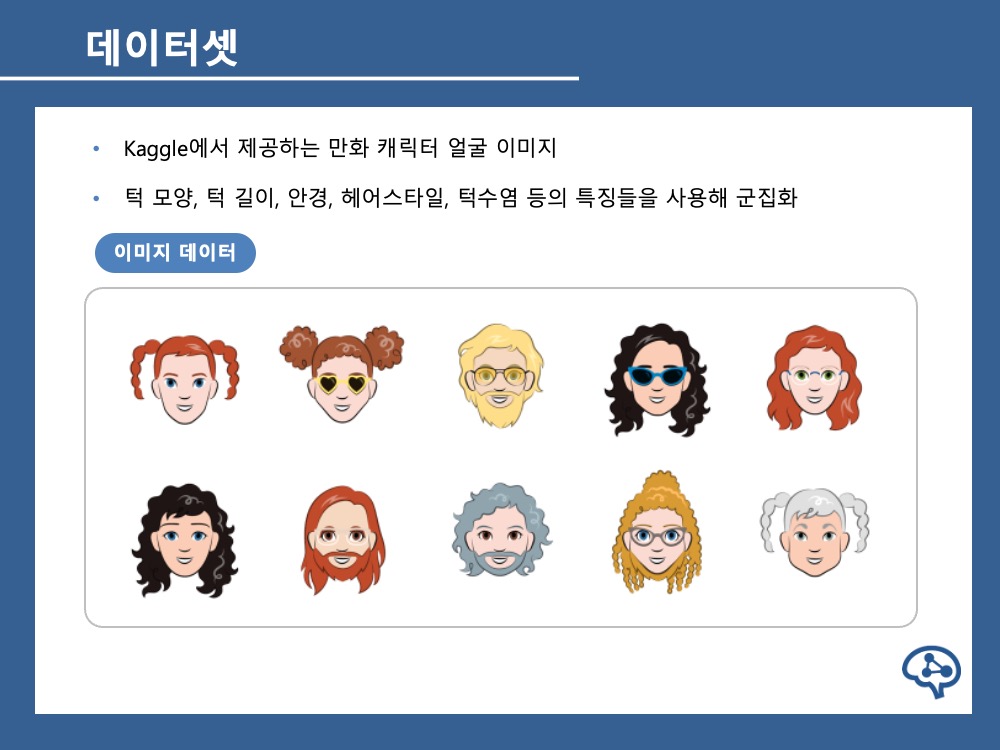 데이터셋
• Kaggle에서 제공하는 만화 캐릭터 얼굴 이미지
• 턱 모양, 턱 길이, 안경, 헤어스타일, 턱수염 등의 특징들을 사용해 군집화
이미지 데이터